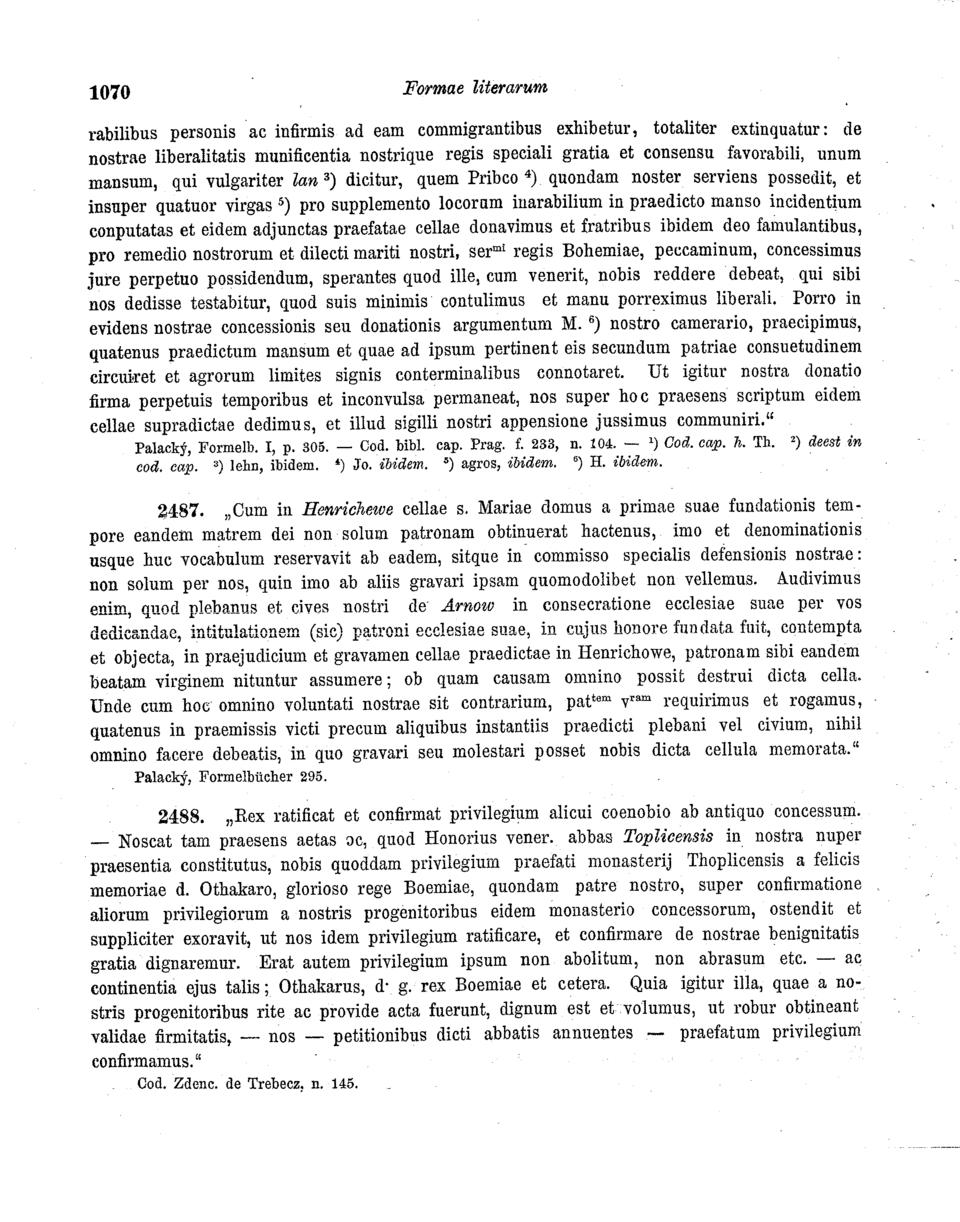 1070 Formae literarum
rabilibus personis ac infirmis ad eam commigrantibus exhibetur, totaliter extinquatur: de
nostrae liberalitatis munificentia nostrique regis speciali gratia et consensu favorabili, unum
mansum, qui vulgariter lan ³) dicitur, quem Pribco ⁴) quondam noster serviens possedit, et
insuper quatuor virgas ⁵) pro supplemento locorum inarabilium in praedicto manso incidentium
conputatas et eidem adjunctas praefatae cellae donavimus et fratribus ibidem deo famulantibus,
pro remedio nostrorum et dilecti mariti nostri, serᵐⁱ regis Bohemiae, peccaminum, concessimus
jure perpetuo possidendum, sperantes quod ille, cum venerit, nobis reddere debeat, qui sibi
nos dedisse testabitur, quod suis minimis contulimus et manu porreximus liberali. Porro in
evidens nostrae concessionis seu donationis argumentum M. ⁶) nostro camerario, praecipimus,
quatenus praedictum mansum et quae ad ipsum pertinent eis secundum patriae consuetudinem
circuiret et agrorum limites signis conterminalibus connotaret. Ut igitur nostra donatio
firma perpetuis temporibus et inconvulsa permaneat, nos super hoc praesens scriptum eidem
cellae supradictae dedimus, et illud sigilli nostri appensione jussimus communiri.“
Palacký, Formelb. I, p. 305. — Cod. bibl. cap. Prag. f. 233, n. 104. — ¹) Cod. cap. h. Th. ²) deest in
cod. cap. ³) lehn, ibidem. ⁴) Jo. ibidem. ⁵) agros, ibidem. ⁶) H. ibidem.
2487. „Cum in Henrichewe cellae s. Mariae domus a primae suae fundationis tem-
pore eandem matrem dei non solum patronam obtinuerat hactenus, imo et denominationis
usque huc vocabulum reservavit ab eadem, sitque in commisso specialis defensionis nostrae:
non solum per nos, quin imo ab aliis gravari ipsam quomodolibet non vellemus. Audivimus
enim, quod plebanus et cives nostri de Arnow in consecratione ecclesiae suae per vos
dedicandae, intitulationem (sic) patroni ecclesiae suae, in cujus honore fundata fuit, contempta
et objecta, in praejudicium et gravamen cellae praedictae in Henrichowe, patronam sibi eandem
beatam virginem nituntur assumere; ob quam causam omnino possit destrui dicta cella.
Unde cum hoc omnino voluntati nostrae sit contrarium, patᵗᵉᵐ vʳᵃᵐ requirimus et rogamus,
quatenus in praemissis victi precum aliquibus instantiis praedicti plebani vel civium, nihil
omnino facere debeatis, in quo gravari seu molestari posset nobis dicta cellula memorata.“
Palacký, Formelbücher 295.
2488. „Rex ratificat et confirmat privilegium alicui coenobio ab antiquo concessum.
— Noscat tam praesens aetas ɔc, quod Honorius vener. abbas Toplicensis in nostra nuper
praesentia constitutus, nobis quoddam privilegium praefati monasterij Thoplicensis a felicis
memoriae d. Othakaro, glorioso rege Boemiae, quondam patre nostro, super confirmatione
aliorum privilegiorum a nostris progenitoribus eidem monasterio concessorum, ostendit et
suppliciter exoravit, ut nos idem privilegium ratificare, et confirmare de nostrae benignitatis
gratia dignaremur. Erat autem privilegium ipsum non abolitum, non abrasum etc. — ac
continentia ejus talis; Othakarus, d· g. rex Boemiae et cetera. Quia igitur illa, quae a no-
stris progenitoribus rite ac provide acta fuerunt, dignum est et volumus, ut robur obtineant
validae firmitatis, — nos — petitionibus dicti abbatis annuentes — praefatum privilegium
confirmamus.“
Cod. Zdenc. de Trebecz, n. 145.